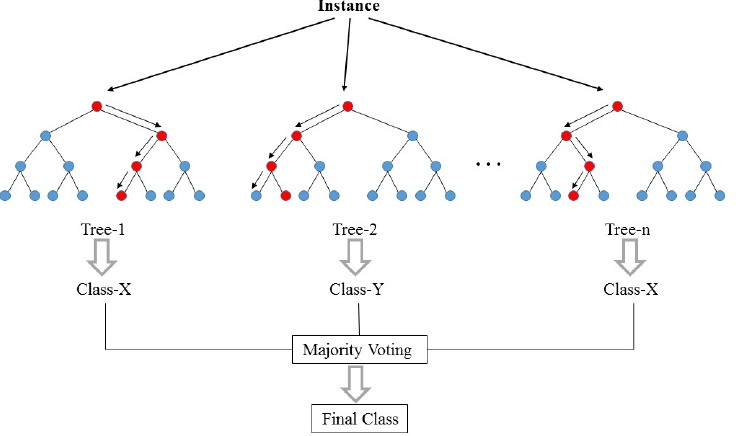 Instance
...
Tree-1
Tree-2
Tree-n
Class-X
Class-Y
Class-X
Majority Voting
Final Class